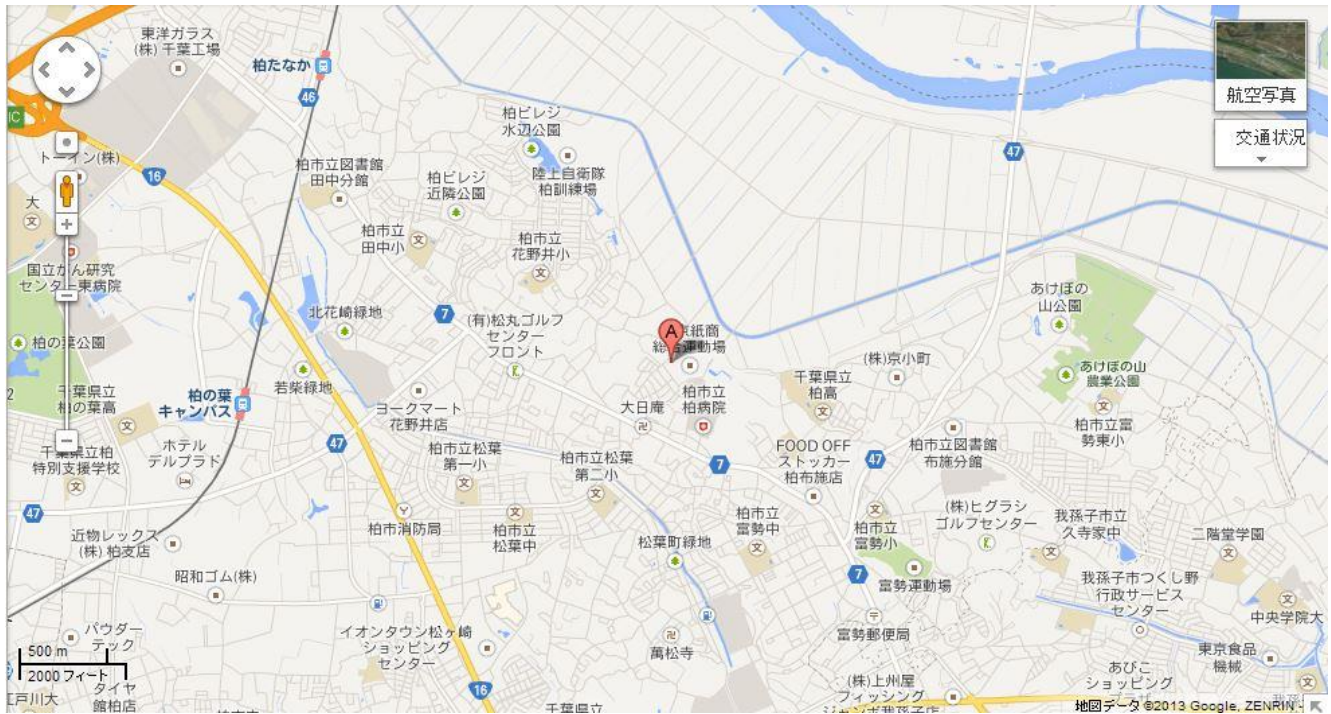 東洋ガラス
(株) 千葉工場
柏たなか
46
IC
トーイン(株)
16
大
柏ビレジ
水辺公園
陸上自衛隊
柏訓練場
47
航空写真
交通状況
柏市立図書館
田中分館
柏ビレジ
近隣公園
柏市立
田中小
柏市立
花野井小
国立がん研究
センター東病院
北花崎緑地
7
(有)松丸ゴルフ
センター
フロント
A
総合運動場
あけぼの
山公園
柏の葉公園
若柴緑地
(株)京小町
あけぼの山
農業公園
2
千葉県立
柏の葉高
柏の葉
キャンパス
ヨークマート
花野井店
大日庵
柏市立
柏病院
千葉県立
柏高
柏市立富
勢東小
千葉県立柏
特別支援学校
ホテル
デルプラド
47
柏市立松葉
第一小
柏市立松葉
第二小
7
FOOD OFF
ストッカー
柏布施店
47
柏市立図書館
布施分館
47
近物レックス
(株) 柏支店
柏市消防局
柏市立
松葉中
松葉町緑地
柏市立
富勢中
柏市立
富勢小
(株)ヒグラシ
ゴルフセンター
我孫子市立
久寺家中
二階堂学園
昭和ゴム(株)
7
富勢運動場
我孫子市つくし野
行政サービス
センター
中央学院大
パウダー
テック
イオンタウン松ヶ崎
ショッピング
センター
萬松寺
富勢郵便局
東京食品
機械
500 m
2000 フィート
江戸川大
タイヤ
館柏店
16
千葉県立
(株)上州屋
フィッシング
ジャンボ我孫子店
あびこ
ショッピング
プラザ
地図データ ©2013 Google, ZENRIN -